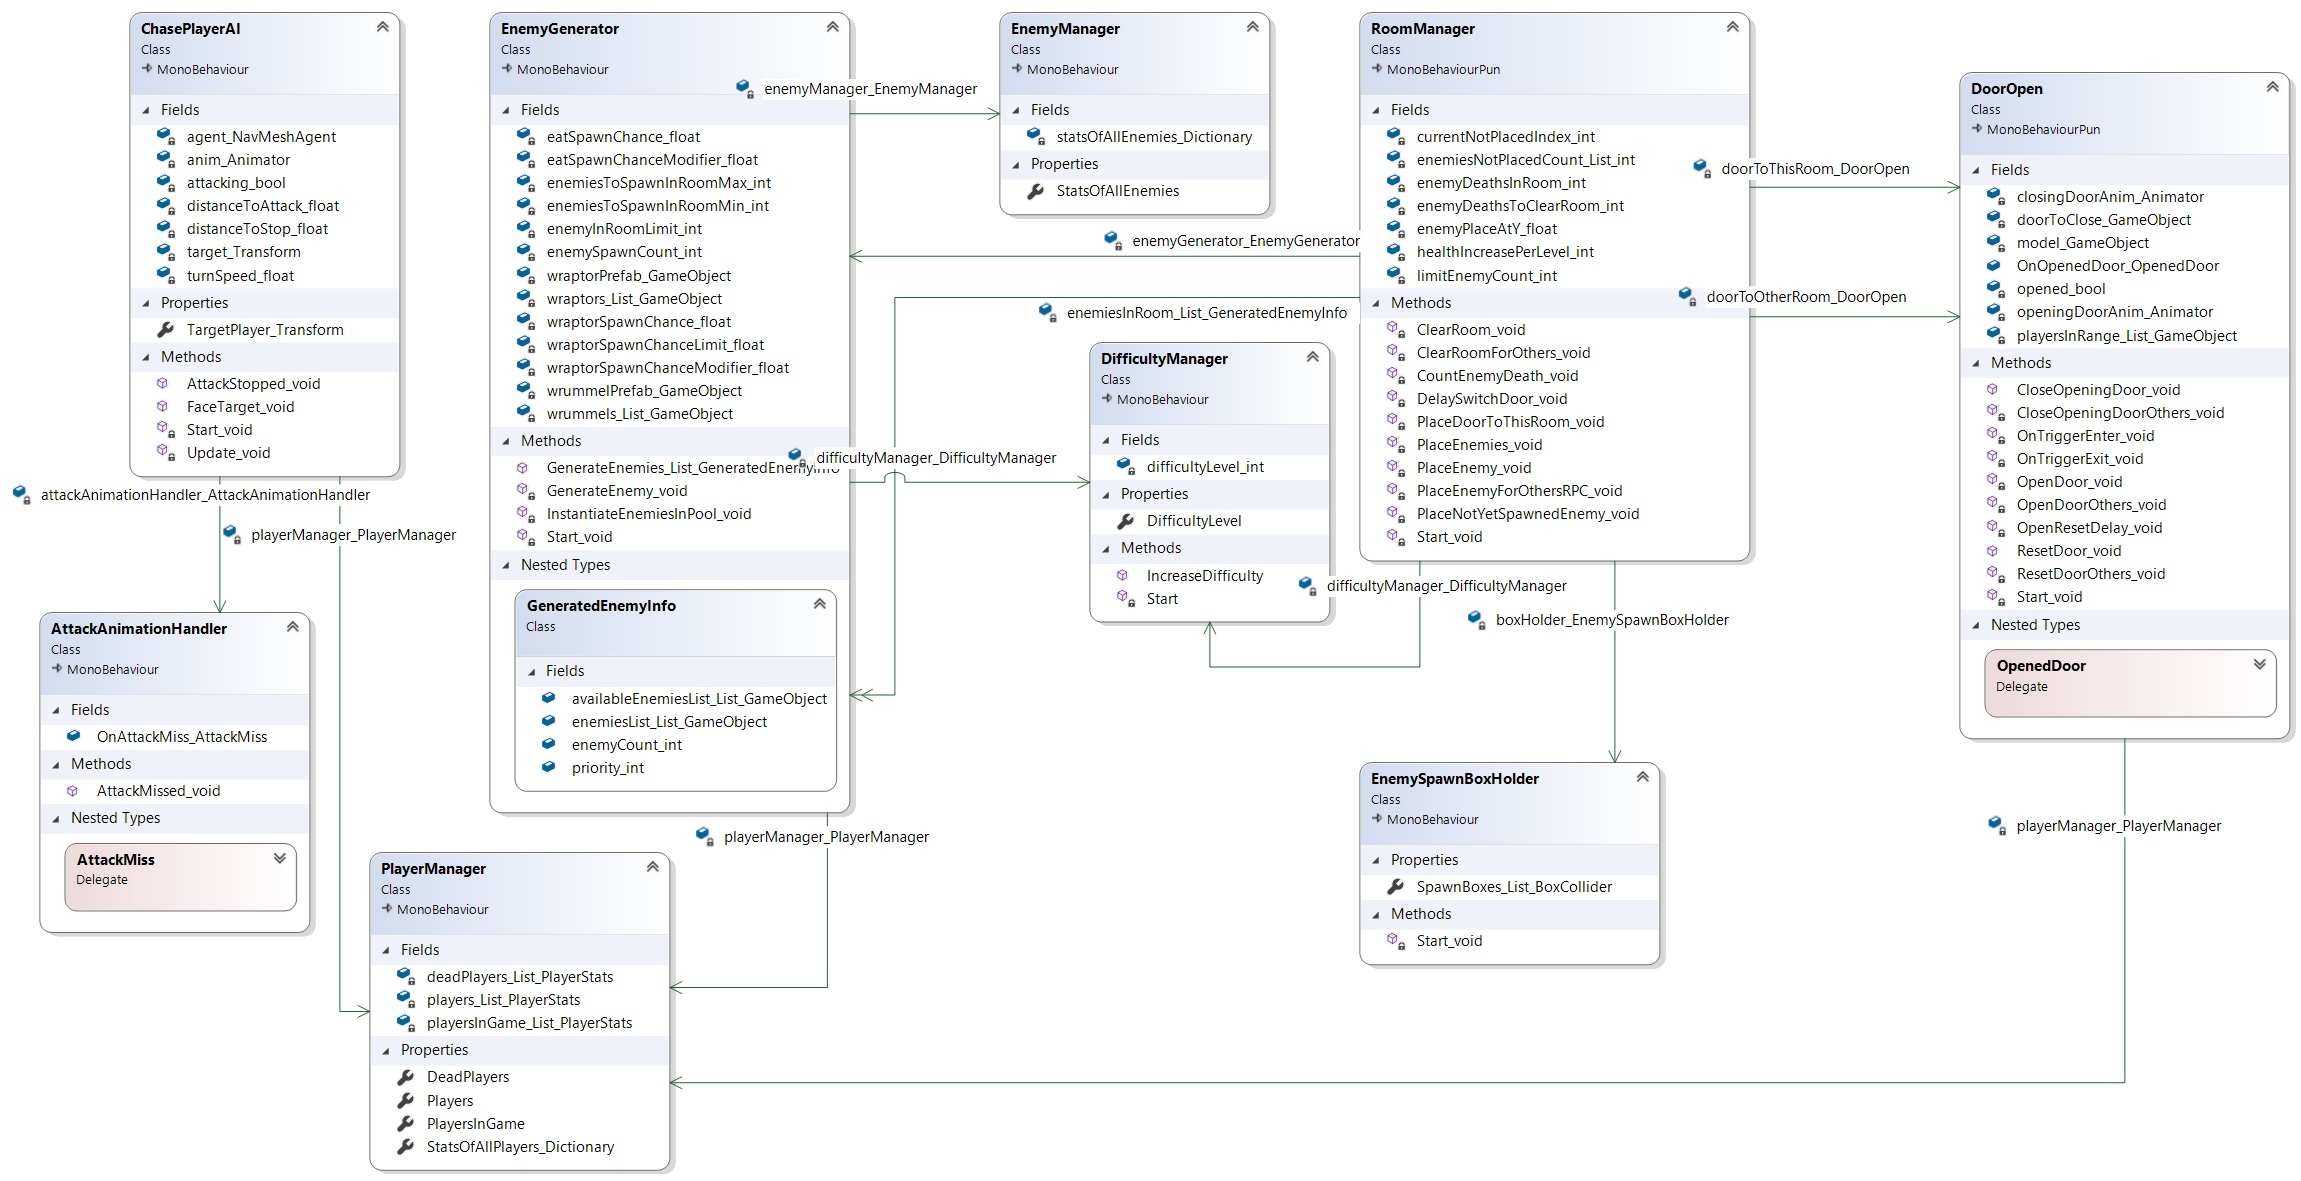 ChasePlayerAI
Class
MonoBehaviour
Fields
agent_NavMeshAgent
anim_Animator
attacking_bool
distanceToAttack_float
distanceToStop_float
target_Transform
turnSpeed_float
Properties
TargetPlayer_Transform
Methods
AttackStopped_void
FaceTarget_void
Start_void
Update_void
attackAnimationHandler_AttackAnimationHandler
playerManager_PlayerManager
AttackAnimationHandler
Class
MonoBehaviour
Fields
OnAttackMiss_AttackMiss
Methods
AttackMissed_void
Nested Types
AttackMiss
Delegate
EnemyGenerator
Class
MonoBehaviour
Fields
eatSpawnChance_float
eatSpawnChanceModifier_float
enemiesToSpawnInRoomMax_int
enemiesToSpawnInRoomMin_int
enemyInRoomLimit_int
enemySpawnCount_int
wraptorPrefab_GameObject
wraptors_List_GameObject
wraptorSpawnChance_float
wraptorSpawnChanceLimit_float
wraptorSpawnChanceModifier_float
wrummelPrefab_GameObject
wrummels_List_GameObject
Methods
GenerateEnemies_List_GeneratedEnemyInfo
GenerateEnemy_void
InstantiateEnemiesInPool_void
Start_void
Nested Types
GeneratedEnemyInfo
Class
Fields
availableEnemiesList_List_GameObject
enemiesList_List_GameObject
enemyCount_int
priority_int
playerManager_PlayerManager
PlayerManager
Class
MonoBehaviour
Fields
deadPlayers_List_PlayerStats
players_List_PlayerStats
playersInGame_List_PlayerStats
Properties
DeadPlayers
Players
PlayersInGame
StatsOfAllPlayers_Dictionary
enemyManager_EnemyManager
EnemyManager
Class
MonoBehaviour
Fields
statsOfAllEnemies_Dictionary
Properties
StatsOfAllEnemies
enemyGenerator_EnemyGenerator
enemiesInRoom_List_GeneratedEnemyInfo
difficultyManager_DifficultyManager
DifficultyManager
Class
MonoBehaviour
Fields
difficultyLevel_int
Properties
DifficultyLevel
Methods
IncreaseDifficulty
Start
RoomManager
Class
MonoBehaviourPun
Fields
currentNotPlacedIndex_int
enemiesNotPlacedCount_List_int
enemyDeathsInRoom_int
enemyDeathsToClearRoom_int
enemyPlaceAtY_float
healthIncreasePerLevel_int
limitEnemyCount_int
Methods
ClearRoom_void
ClearRoomForOthers_void
CountEnemyDeath_void
DelaySwitchDoor_void
PlaceDoorToThisRoom_void
PlaceEnemies_void
PlaceEnemy_void
PlaceEnemyForOthersRPC_void
PlaceNotYetSpawnedEnemy_void
Start_void
difficultyManager_DifficultyManager
boxHolder_EnemySpawnBoxHolder
EnemySpawnBoxHolder
Class
MonoBehaviour
Properties
SpawnBoxes_List_BoxCollider
Methods
Start_void
doorToThisRoom_DoorOpen
doorToOtherRoom_DoorOpen
DoorOpen
Class
MonoBehaviourPun
Fields
closingDoorAnim_Animator
doorToClose_GameObject
model_GameObject
OnOpenedDoor_OpenedDoor
opened_bool
openingDoorAnim_Animator
playersInRange_List_GameObject
Methods
CloseOpeningDoor_void
CloseOpeningDoorOthers_void
OnTriggerEnter_void
OnTriggerExit_void
OpenDoor_void
OpenDoorOthers_void
OpenResetDelay_void
ResetDoor_void
ResetDoorOthers_void
Start_void
Nested Types
OpenedDoor
Delegate
playerManager_PlayerManager